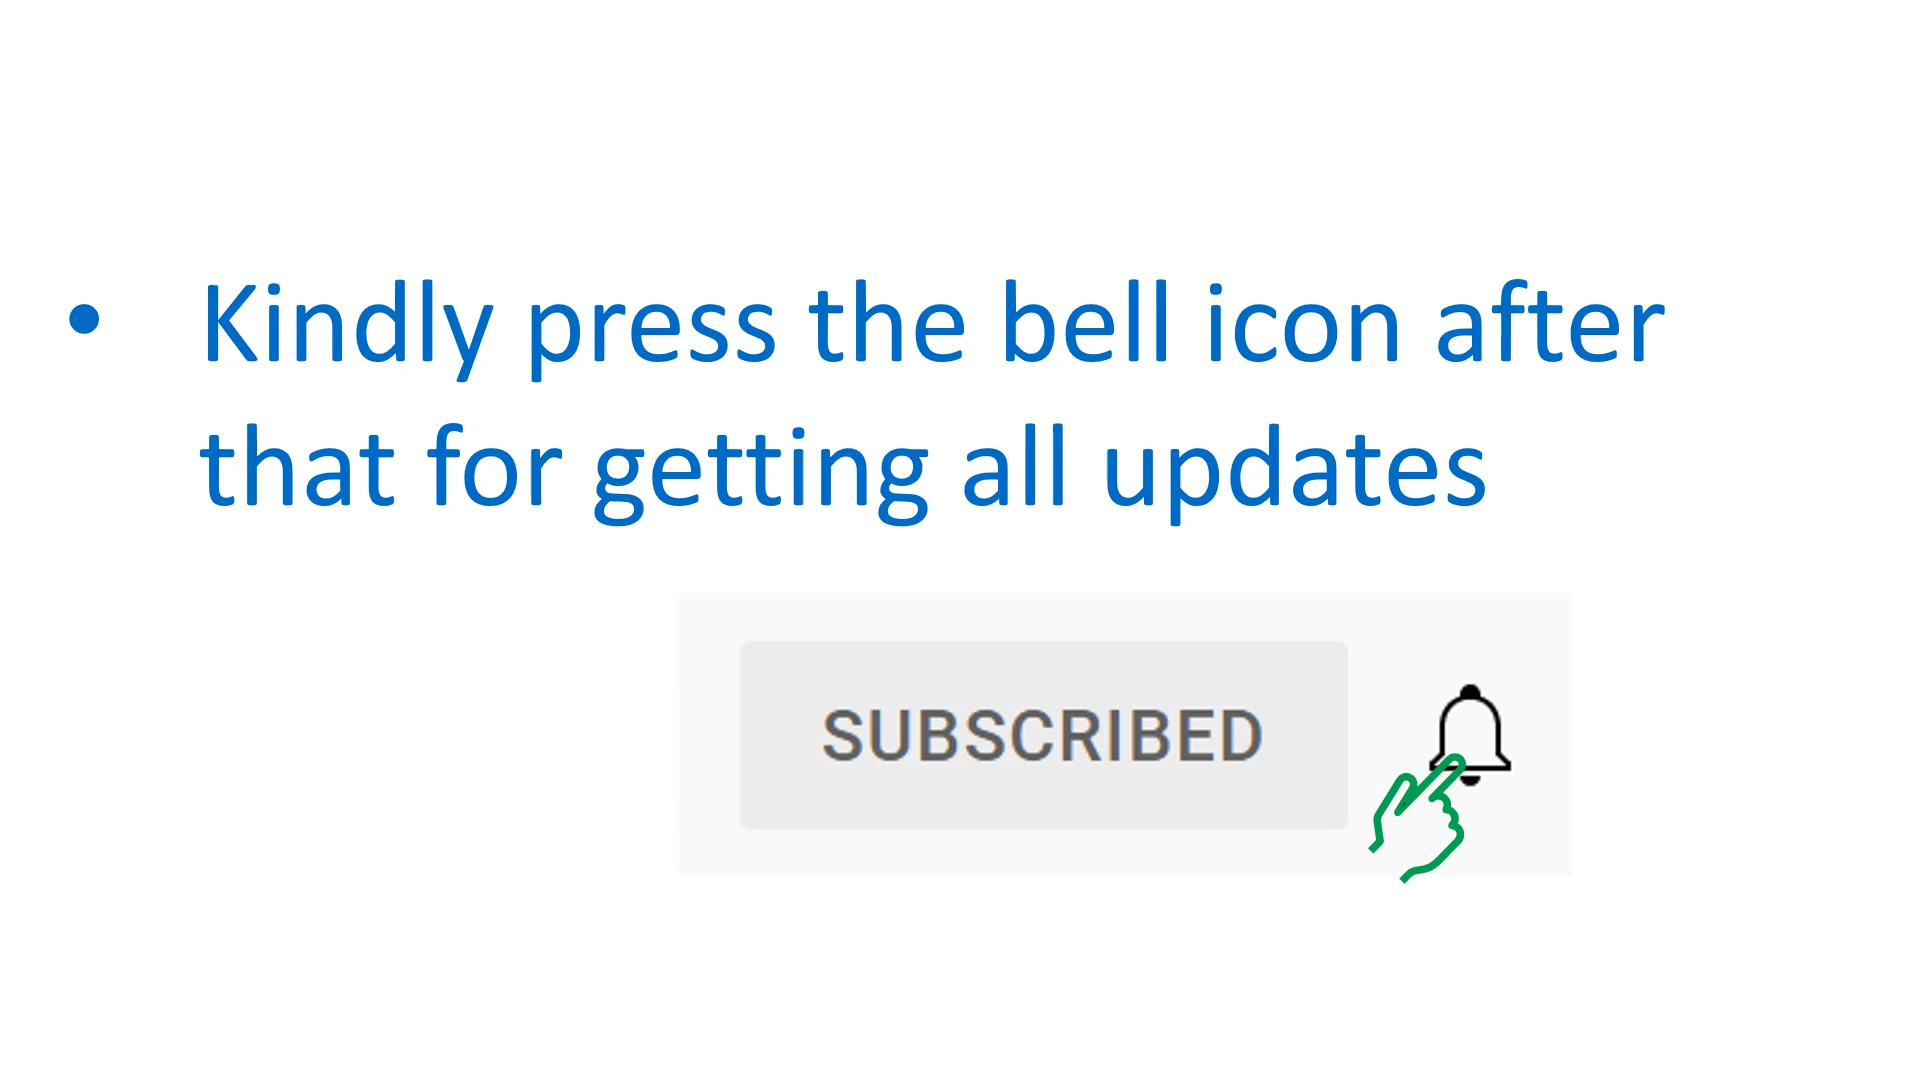 • Kindly press the bell icon after
that for getting all updates
SUBSCRIBED